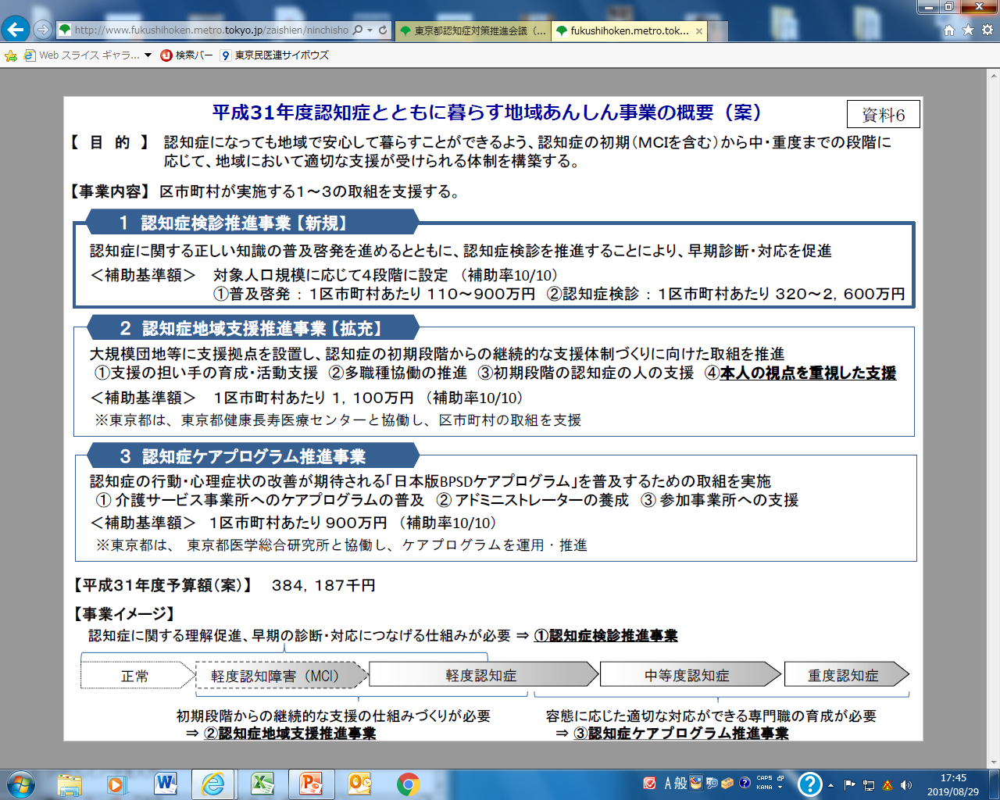 http://www.fukushihoken.metro.tokyo.jp/zaishien/ninchisho
東京都認知症対策推進会議（...
fukushihoken.metro.tok...
Web スライス ギャラ...
検索バー
東京民医連サイボウズ
平成31年度認知症とともに暮らす地域あんしん事業の概要（案）
資料6
【 目 的 】 認知症になっても地域で安心して暮らすことができるよう、認知症の初期（MCIを含む）から中・重度までの段階に
応じて、地域において適切な支援が受けられる体制を構築する。
【事業内容】 区市町村が実施する１～３の取組を支援する。
１ 認知症検診推進事業【新規】
認知症に関する正しい知識の普及啓発を進めるとともに、認知症検診を推進することにより、早期診断・対応を促進
＜補助基準額＞ 対象人口規模に応じて４段階に設定 （補助率10/10）
①普及啓発 ： １区市町村あたり 110～900万円 ②認知症検診 ： １区市町村あたり 320～2，600万円
２ 認知症地域支援推進事業【拡充】
大規模団地等に支援拠点を設置し、認知症の初期段階からの継続的な支援体制づくりに向けた取組を推進
①支援の担い手の育成・活動支援 ②多職種協働の推進 ③初期段階の認知症の人の支援 ④本人の視点を重視した支援
＜補助基準額＞ １区市町村あたり 1，100万円 （補助率10/10）
※東京都は、東京都健康長寿医療センターと協働し、区市町村の取組を支援
３ 認知症ケアプログラム推進事業
認知症の行動・心理症状の改善が期待される「日本版BPSDケアプログラム」を普及するための取組を実施
① 介護サービス事業所へのケアプログラムの普及 ② アドミニストレーターの養成 ③ 参加事業所への支援
＜補助基準額＞ １区市町村あたり 900万円 （補助率10/10）
※東京都は、 東京都医学総合研究所と協働し、ケアプログラムを運用・推進
【平成31年度予算額（案）】 384，187千円
【事業イメージ】
認知症に関する理解促進、早期の診断・対応につなげる仕組みが必要 ⇒ ①認知症検診推進事業
正常
軽度認知障害（MCI）
軽度認知症
中等度認知症
重度認知症
初期段階からの継続的な支援の仕組みづくりが必要
⇒ ②認知症地域支援推進事業
容態に応じた適切な対応ができる専門職の育成が必要
⇒ ③認知症ケアプログラム推進事業
A 般
CAPS
KANA
17:45
2019/08/29